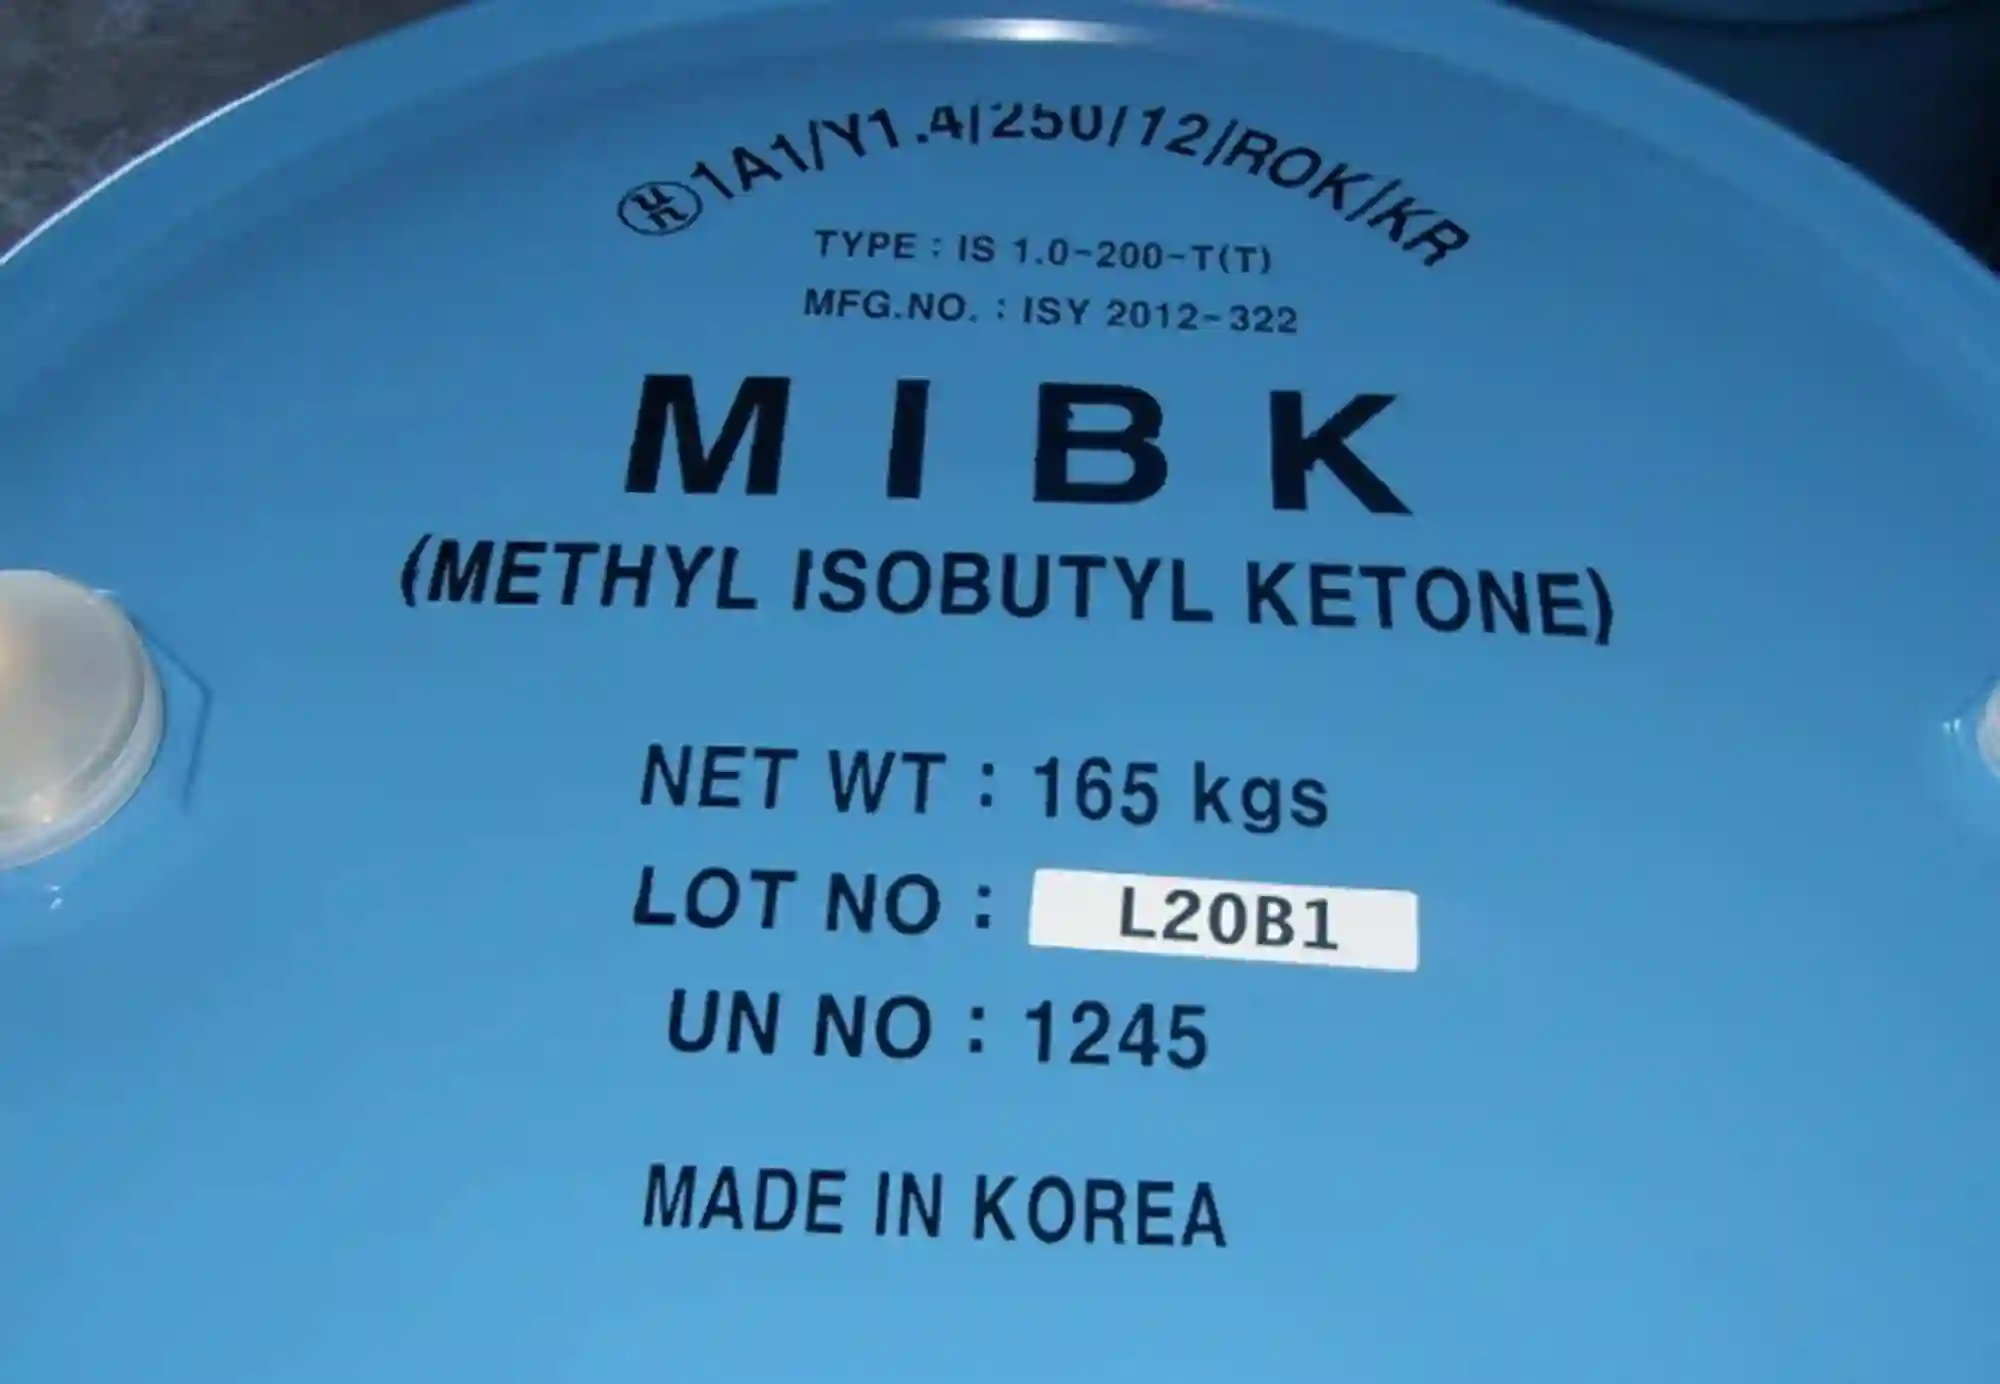 un 1A1/Y1.4/250/12/ROK/KR
TYPE : IS 1.0-200-T(T)
MFG.NO. : ISY 2012-322
MIBK
(METHYL ISOBUTYL KETONE)
NET WT : 165 kgs
LOT NO : L20B1
UN NO : 1245
MADE IN KOREA